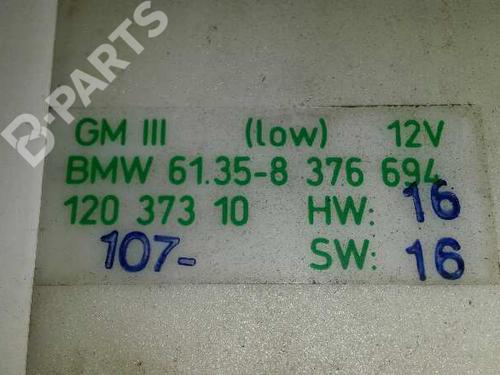 B-PARTS
GM III (low) 12V
BMW 61.35-8 376 694
120 373 10 HW: 16
107- SW: 16